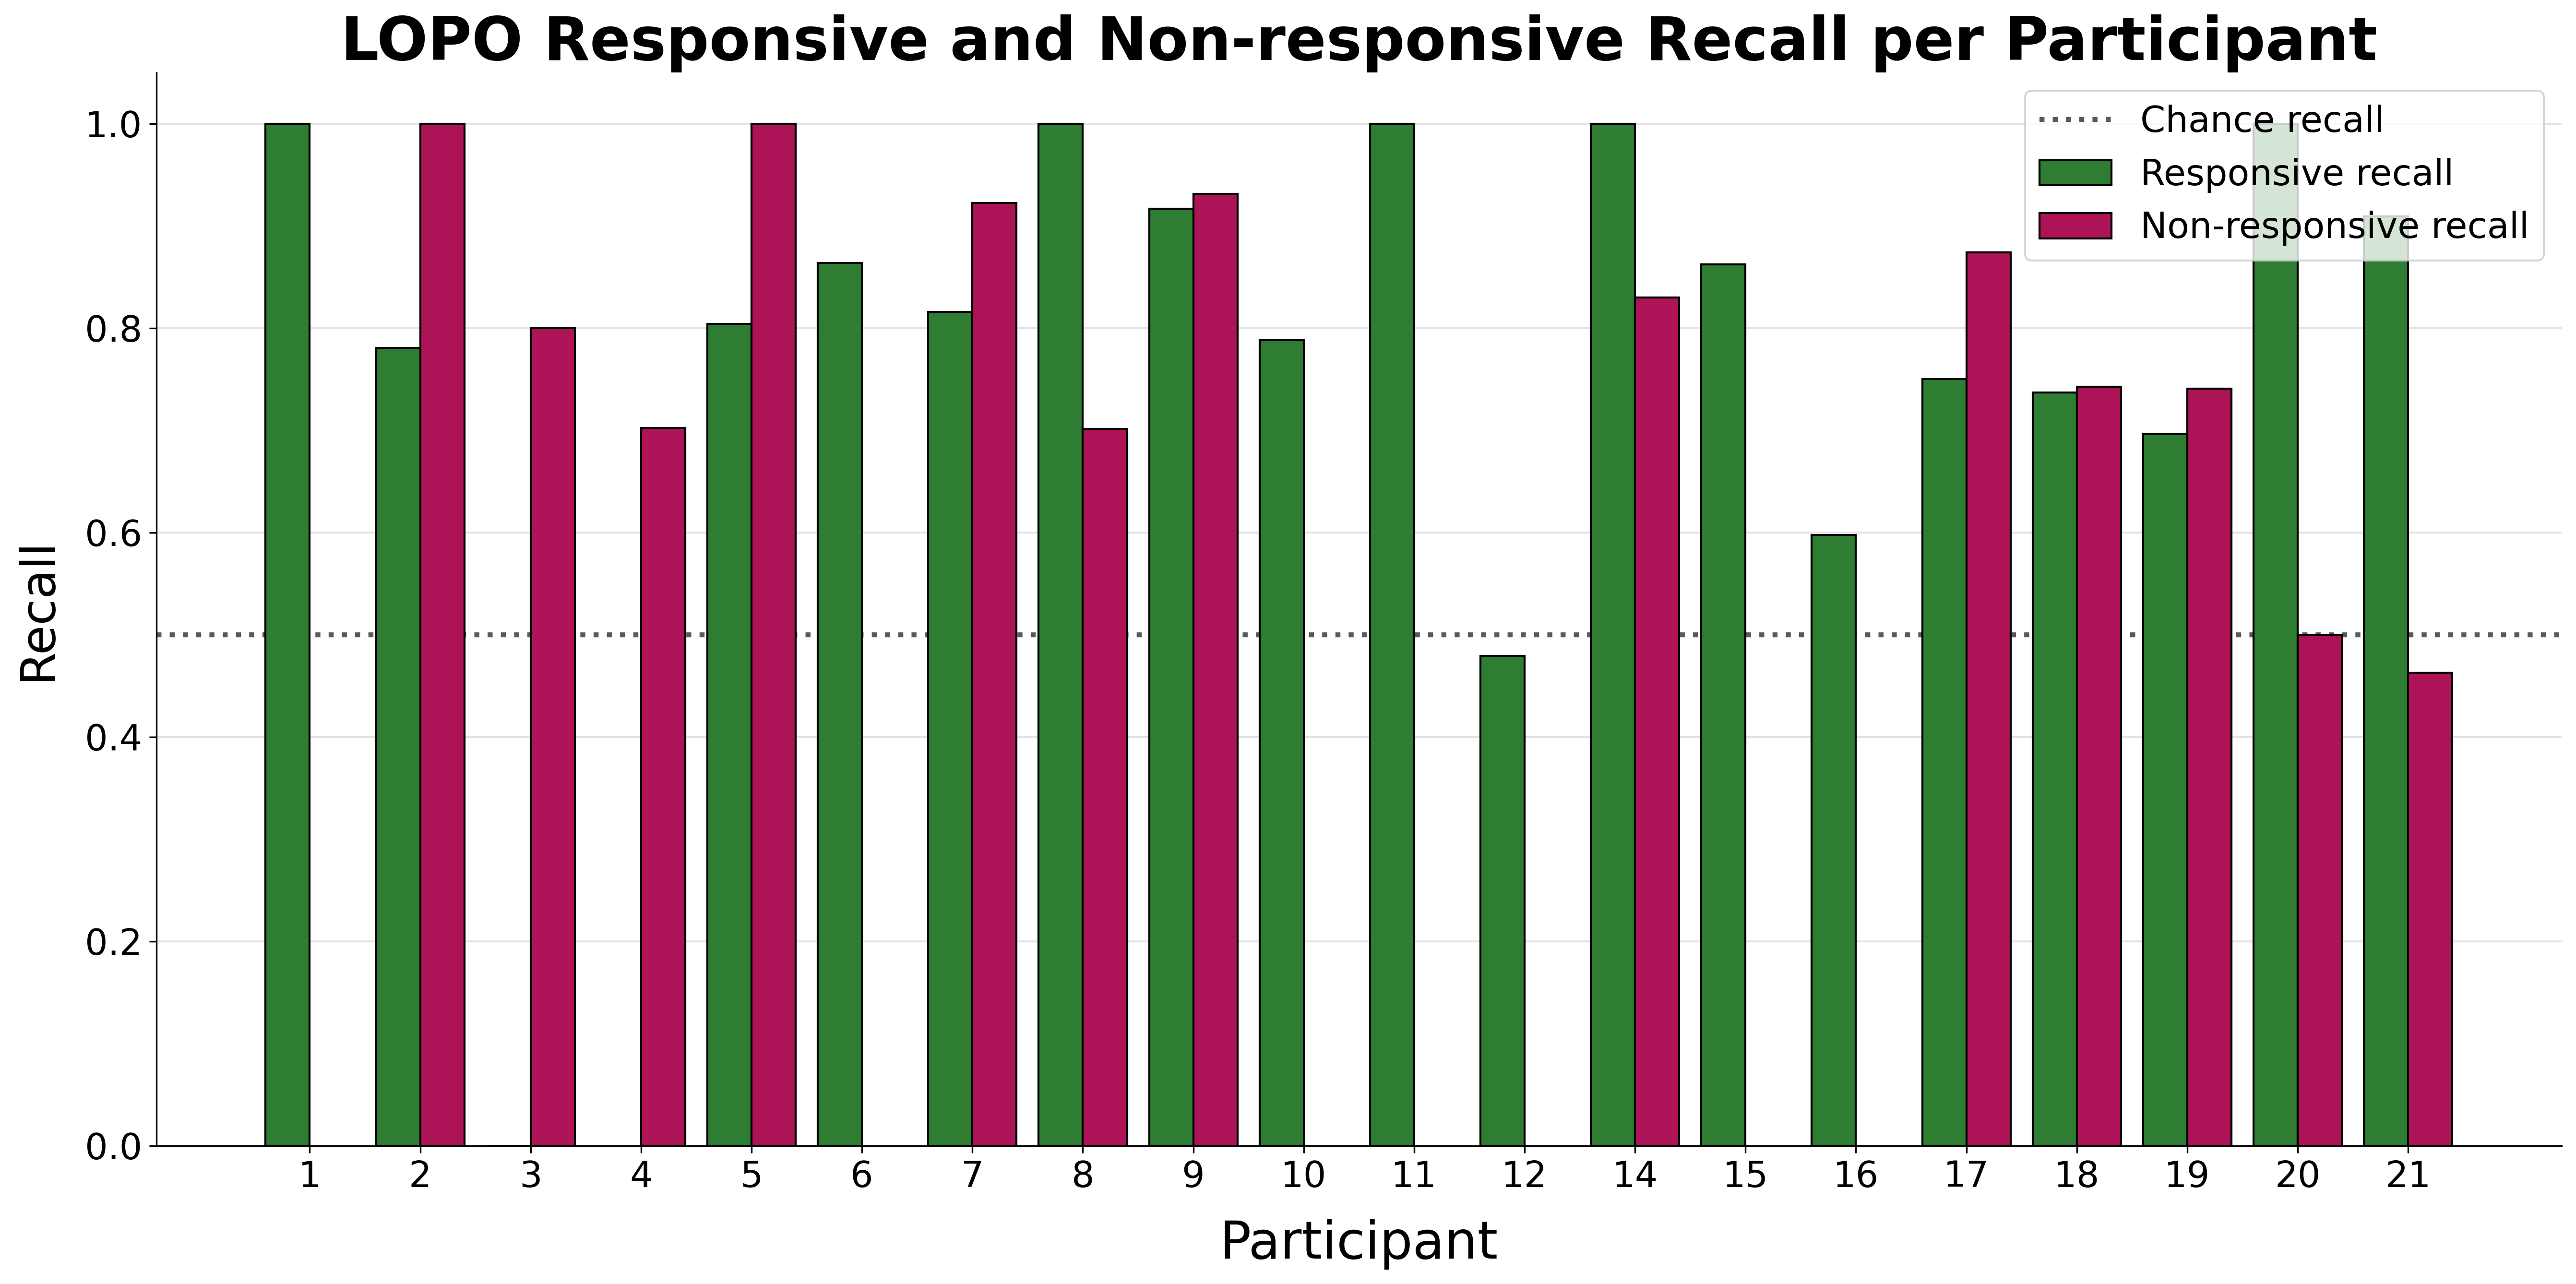 LOPO Responsive and Non-responsive Recall per Participant
Chance recall
Responsive recall
Non-responsive recall
1.0
0.8
0.6
0.4
0.2
0.0
Recall
1 2 3 4 5 6 7 8 9 10 11 12 14 15 16 17 18 19 20 21
Participant